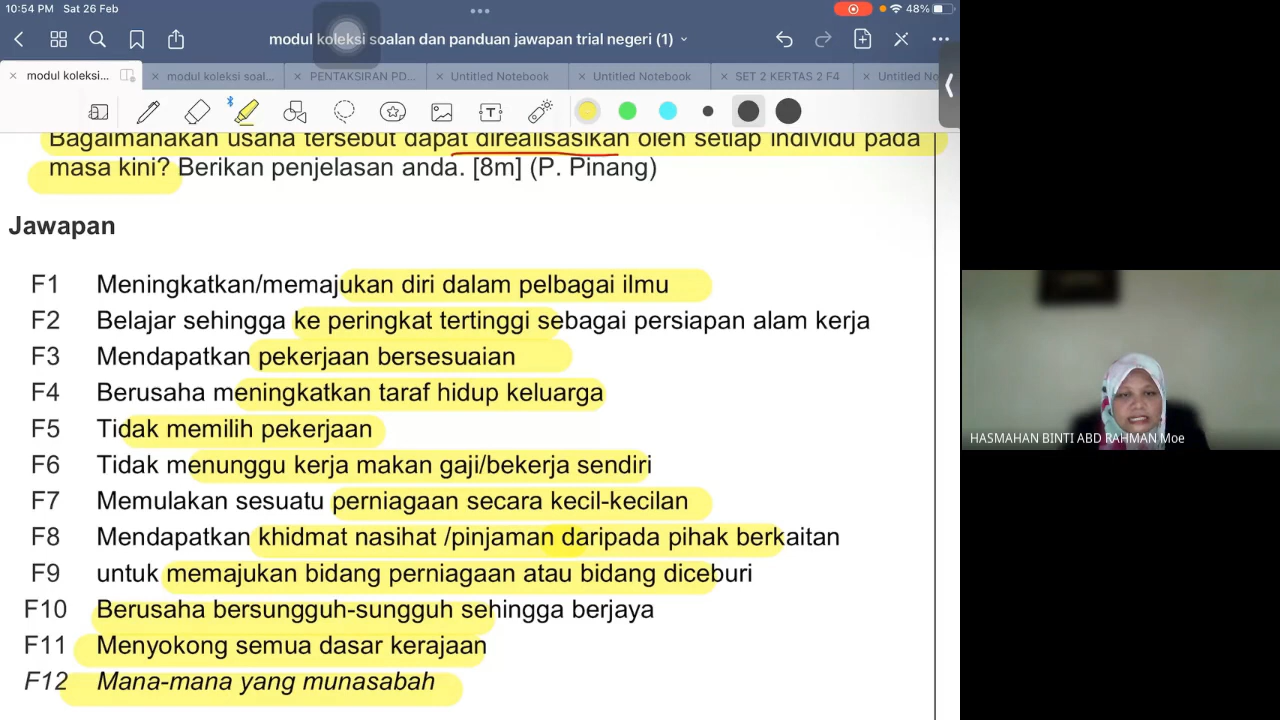 10:54 PM Sat 26 Feb
48%
modul koleksi soalan dan panduan jawapan trial negeri (1)
modul koleksi...
modul koleksi soal...
PENTAKSIRAN PD...
Untitled Notebook
Untitled Notebook
SET 2 KERTAS 2 F4
Untitled No
Bagaimanakah usaha tersebut dapat direalisasikan oleh setiap individu pada
masa kini? Berikan penjelasan anda. [8m] (P. Pinang)
Jawapan
F1 Meningkatkan/memajukan diri dalam pelbagai ilmu
F2 Belajar sehingga ke peringkat tertinggi sebagai persiapan alam kerja
F3 Mendapatkan pekerjaan bersesuaian
F4 Berusaha meningkatkan taraf hidup keluarga
F5 Tidak memilih pekerjaan
F6 Tidak menunggu kerja makan gaji/bekerja sendiri
F7 Memulakan sesuatu perniagaan secara kecil-kecilan
F8 Mendapatkan khidmat nasihat /pinjaman daripada pihak berkaitan
F9 untuk memajukan bidang perniagaan atau bidang diceburi
F10 Berusaha bersungguh-sungguh sehingga berjaya
F11 Menyokong semua dasar kerajaan
F12 Mana-mana yang munasabah
HASMAHAN BINTI ABD RAHMAN Moe